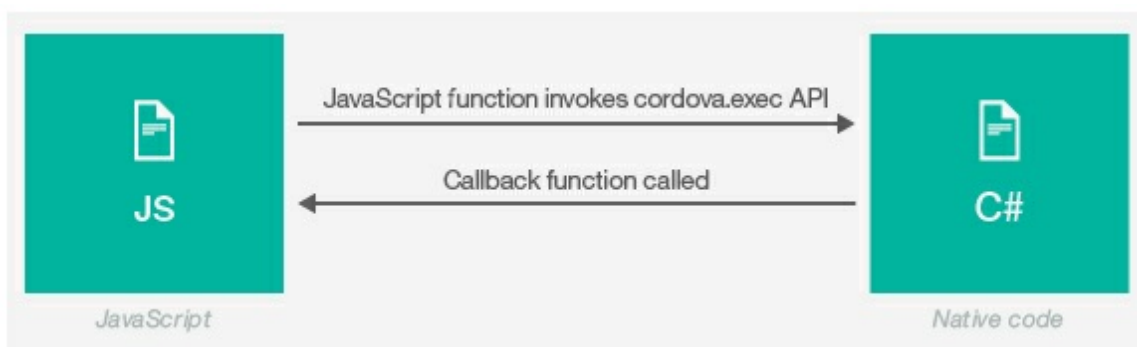 JavaScript function invokes cordova.exec API
Callback function called
JS
C#
JavaScript
Native code